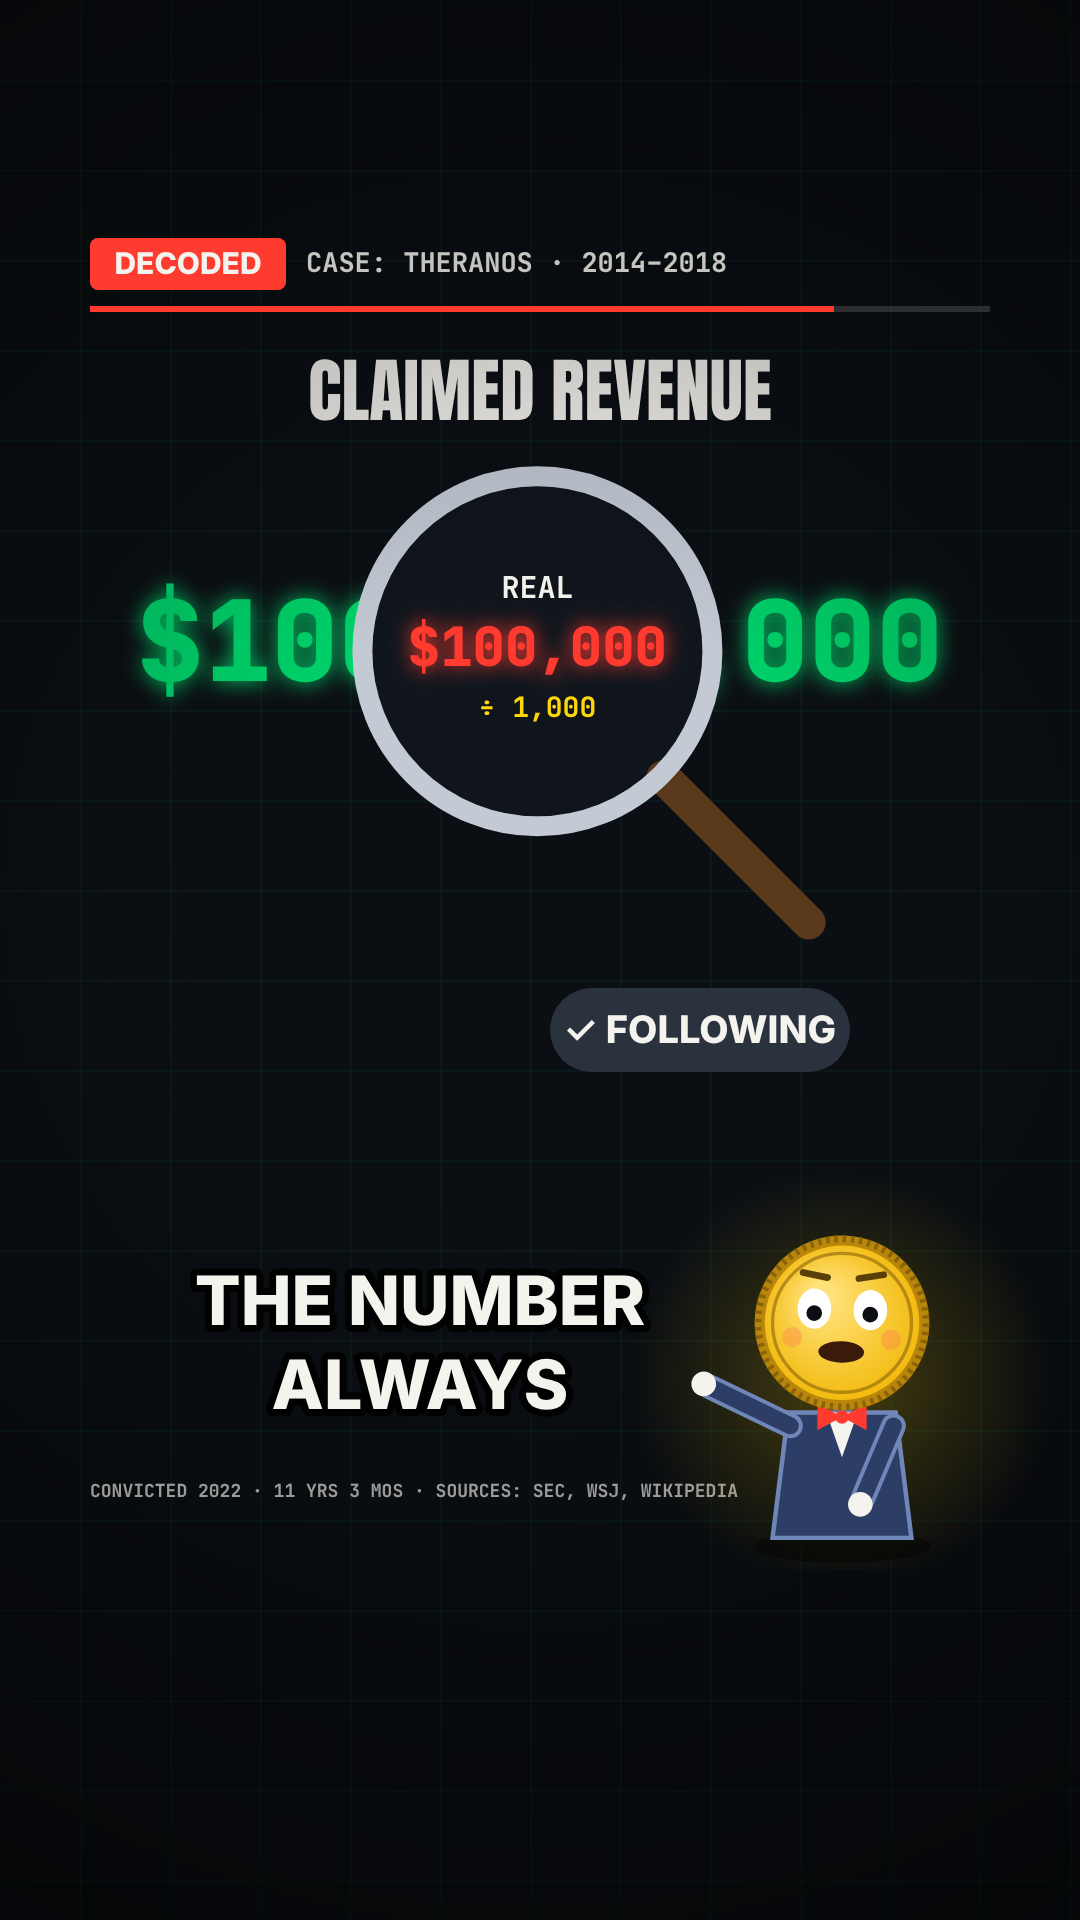 DECODED CASE: THERANOS · 2014–2018
CLAIMED REVENUE
REAL
$100 $100,000 000
÷ 1,000
✓ FOLLOWING
THE NUMBER
ALWAYS
CONVICTED 2022 · 11 YRS 3 MOS · SOURCES: SEC, WSJ, WIKIPEDIA